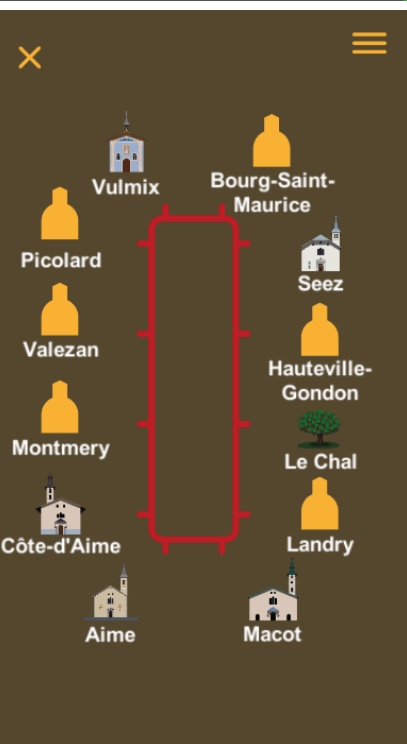 Vulmix
Bourg-Saint-
Maurice
Picolard
Seez
Valezan
Hauteville-
Gondon
Montmery
Le Chal
Côte-d'Aime
Landry
Aime
Macot